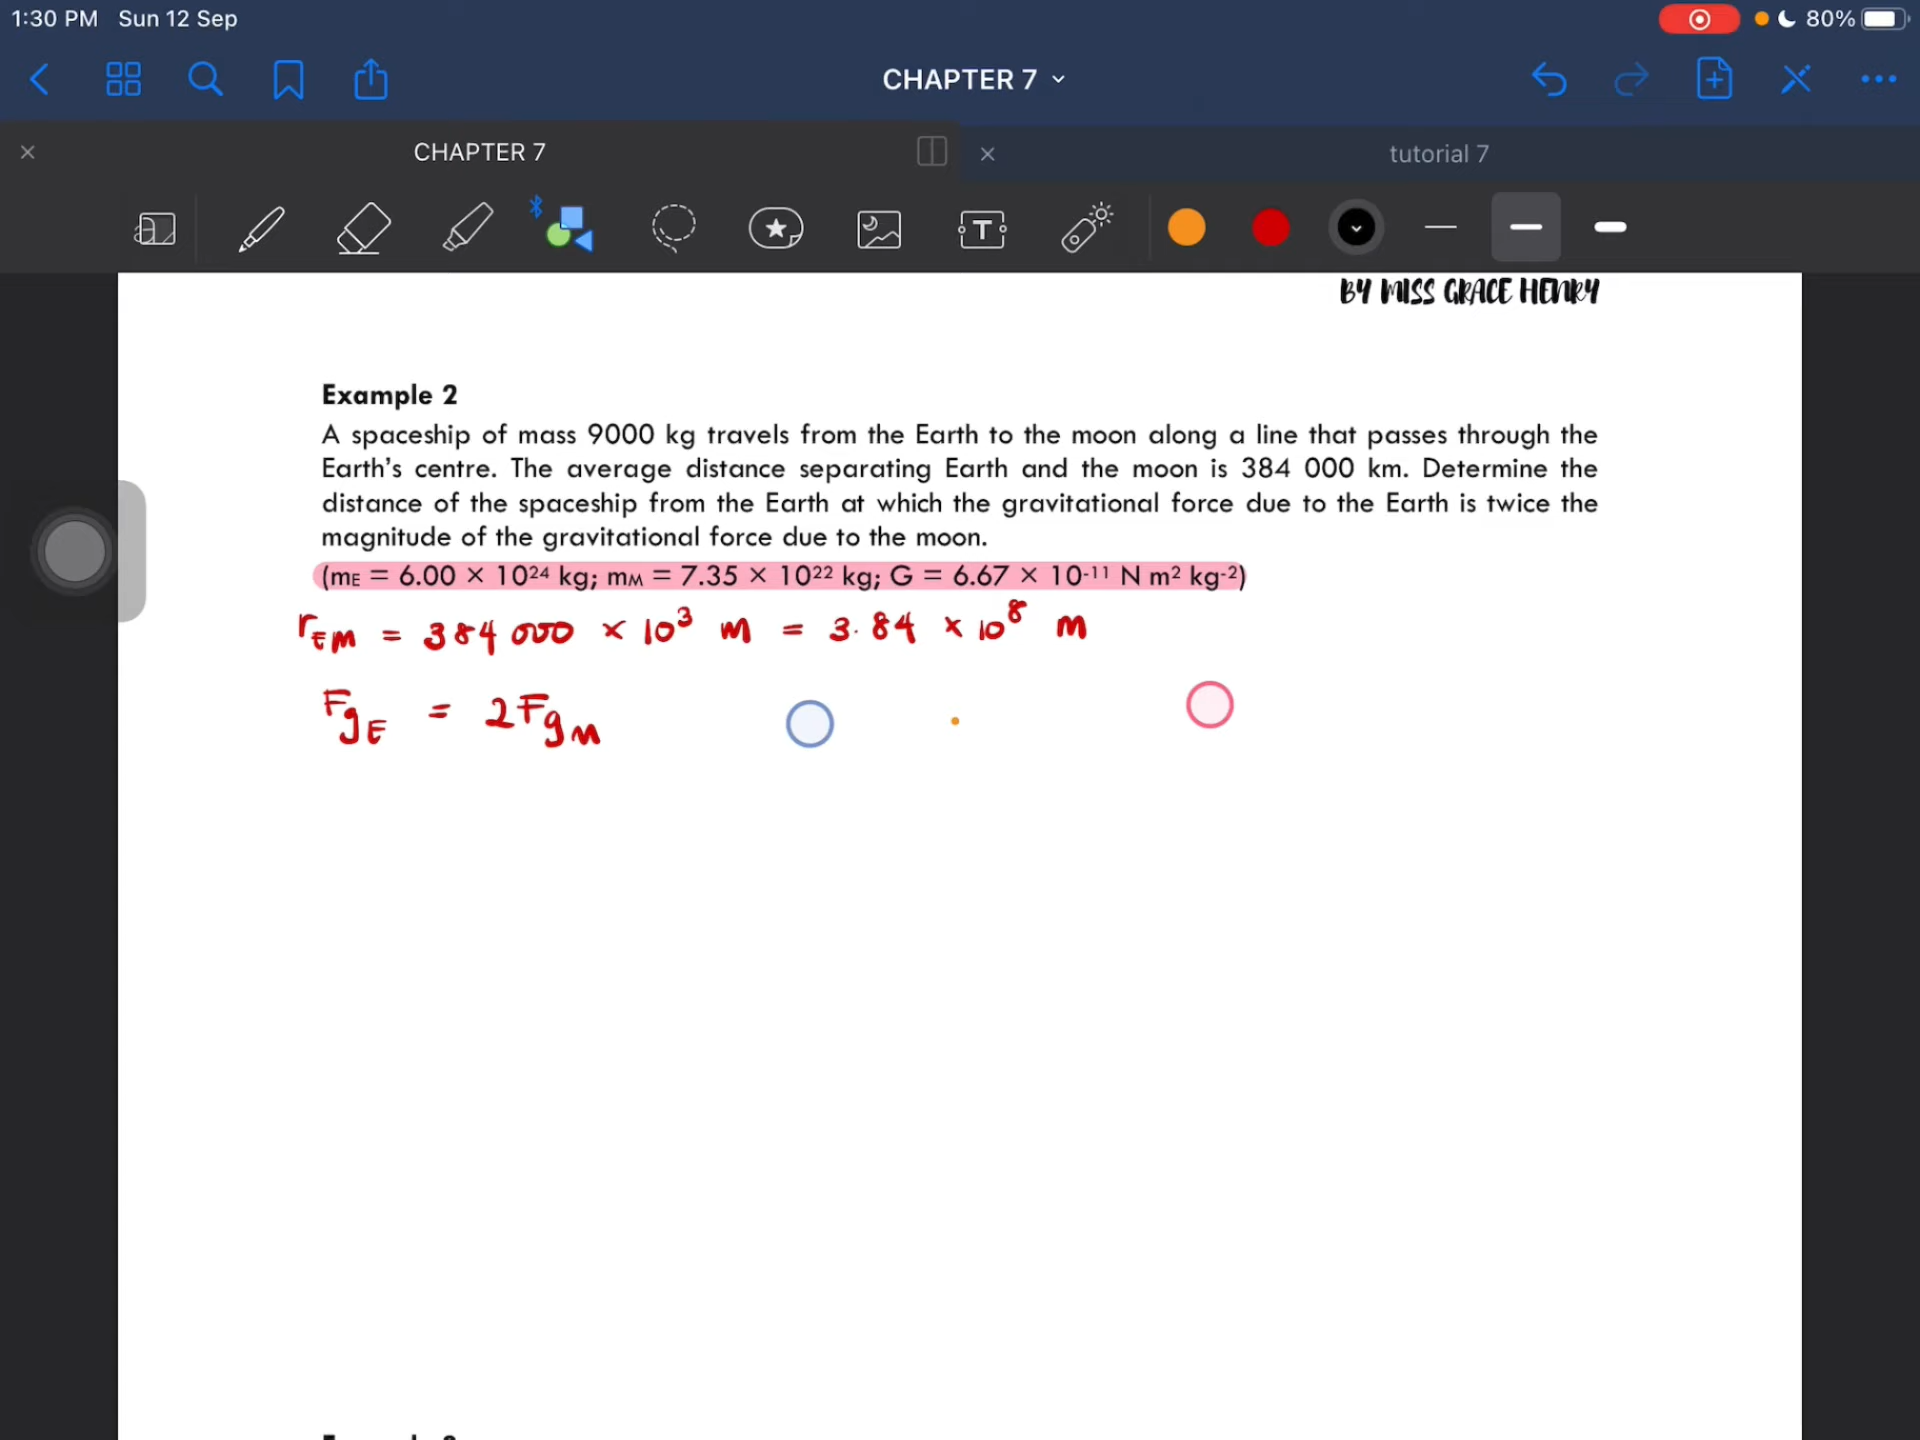 1:30 PM Sun 12 Sep
80%
CHAPTER 7
CHAPTER 7
tutorial 7
BY MISS GRACE HENRY
Example 2
A spaceship of mass 9000 kg travels from the Earth to the moon along a line that passes through the
Earth's centre. The average distance separating Earth and the moon is 384 000 km. Determine the
distance of the spaceship from the Earth at which the gravitational force due to the Earth is twice the
magnitude of the gravitational force due to the moon.
(mE = 6.00 × 10²⁴ kg; mM = 7.35 × 10²² kg; G = 6.67 × 10⁻¹¹ N m² kg⁻²)
rEM = 384 000 × 10³ m = 3.84 × 10⁸ m
FgE = 2FgM